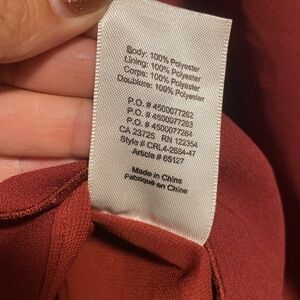 Body: 100% Polyester
Lining: 100% Polyester
Corps: 100% Polyester
Doublure: 100% Polyester
P.O. # 4500077262
P.O. # 4500077263
P.O. # 4500077264
CA 23725 RN 122354
Style # CRL4-2684-47
Article # 65127
Made in China
Fabriqué en Chine